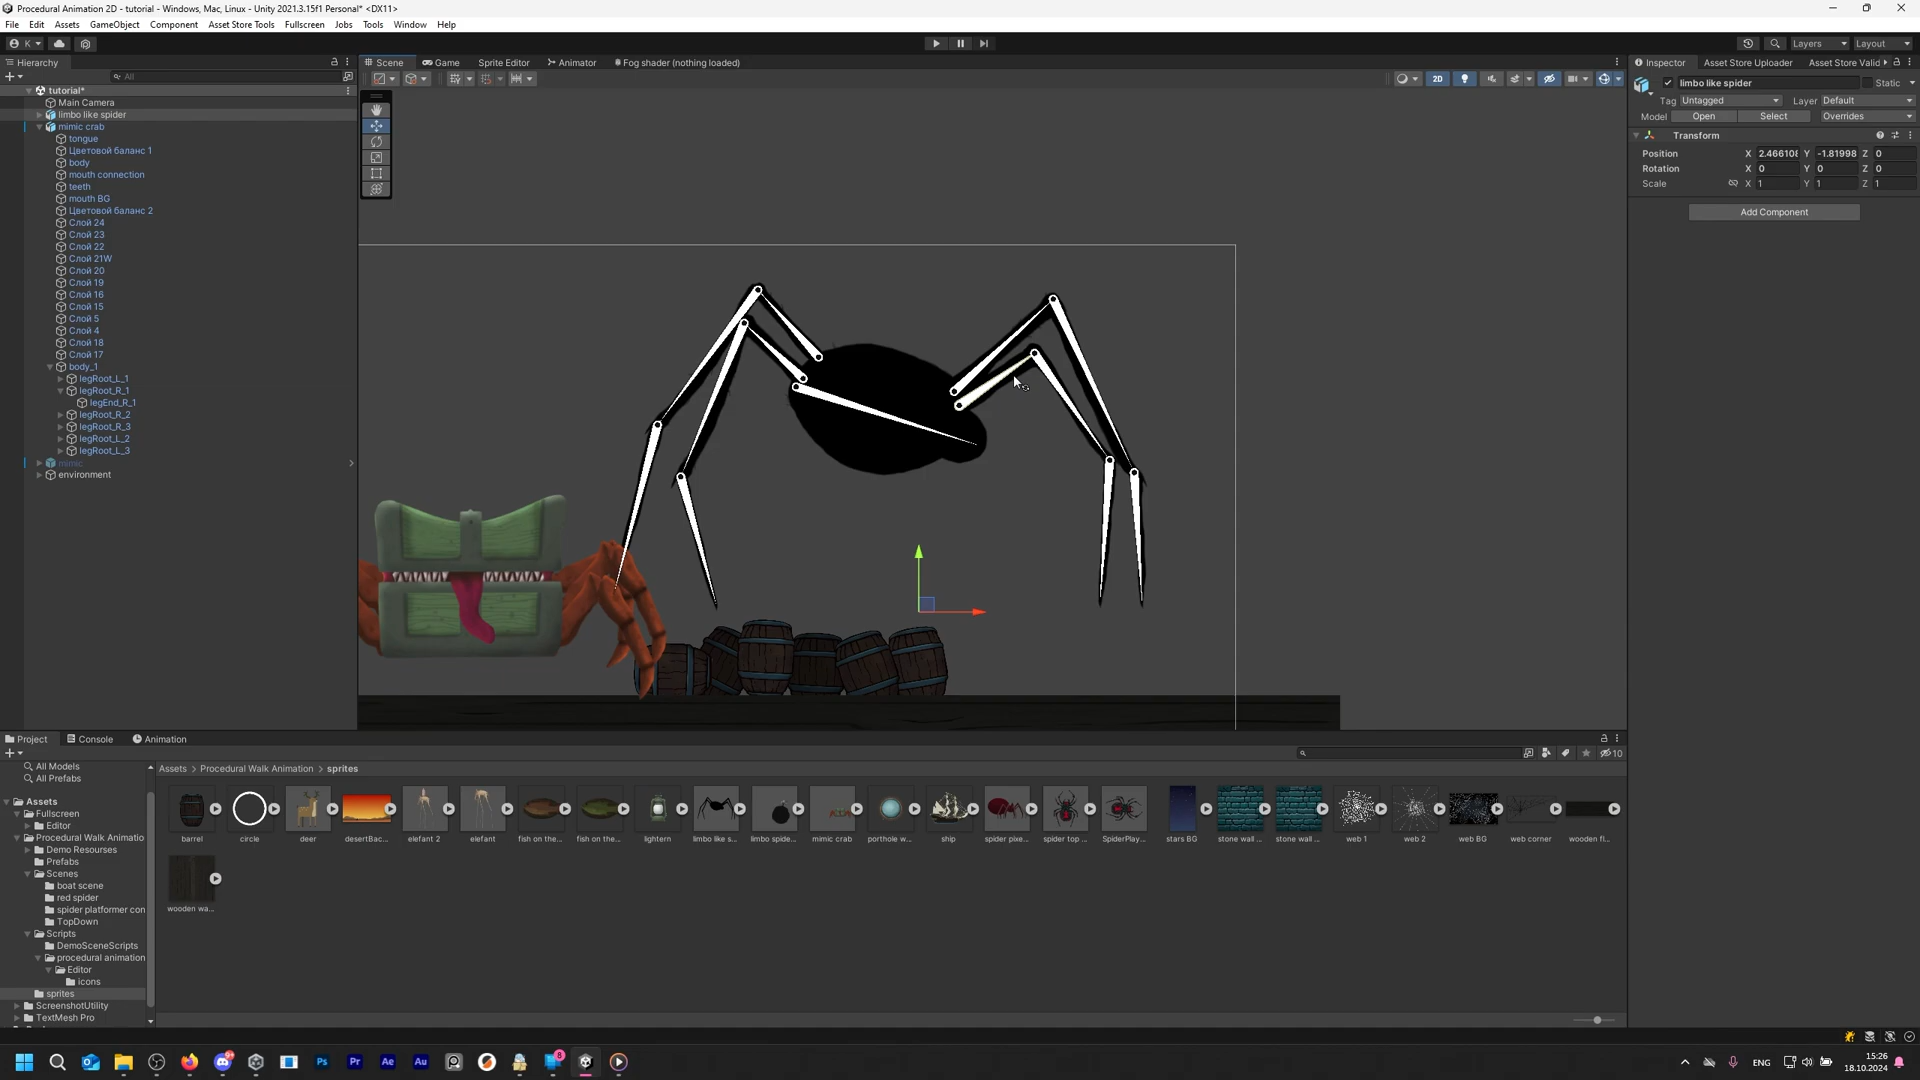 Procedural Animation 2D - tutorial - Windows, Mac, Linux - Unity 2021.3.15f1 Personal* <DX11>
File Edit Assets GameObject Component Asset Store Tools Fullscreen Jobs Tools Window Help
K
Layers Layout
Hierarchy
Scene Game Sprite Editor Animator Fog shader (nothing loaded)
Inspector Asset Store Uploader Asset Store Valid
All
2D
limbo like spider Static
Tag Untagged Layer Default
Model Open Select Overrides
Transform
Position X 2.466108 Y -1.81998 Z 0
Rotation X 0 Y 0 Z 0
Scale X 1 Y 1 Z 1
Add Component
tutorial*
Main Camera
limbo like spider
mimic crab
tongue
Цветовой баланс 1
body
mouth connection
teeth
mouth BG
Цветовой баланс 2
Слой 24
Слой 23
Слой 22
Слой 21W
Слой 20
Слой 19
Слой 16
Слой 15
Слой 5
Слой 4
Слой 18
Слой 17
body_1
legRoot_L_1
legRoot_R_1
legEnd_R_1
legRoot_R_2
legRoot_R_3
legRoot_L_2
legRoot_L_3
mimic
environment
Project Console Animation
10
All Models
All Prefabs
Assets
Fullscreen
Editor
Procedural Walk Animatio
Demo Resourses
Prefabs
Scenes
boat scene
red spider
spider platformer con
TopDown
Scripts
DemoSceneScripts
procedural animation
Editor
icons
sprites
ScreenshotUtility
TextMesh Pro
Assets > Procedural Walk Animation > sprites
barrel circle deer desertBac... elefant 2 elefant fish on the... fish on the... lightern limbo like s... limbo spide... mimic crab porthole w... ship spider pixe... spider top ... SpiderPlay... stars BG stone wall ... stone wall ... web 1 web 2 web BG web corner wooden fl...
wooden wa...
Ps Pr Ae Au
8
ENG
15:26
18.10.2024